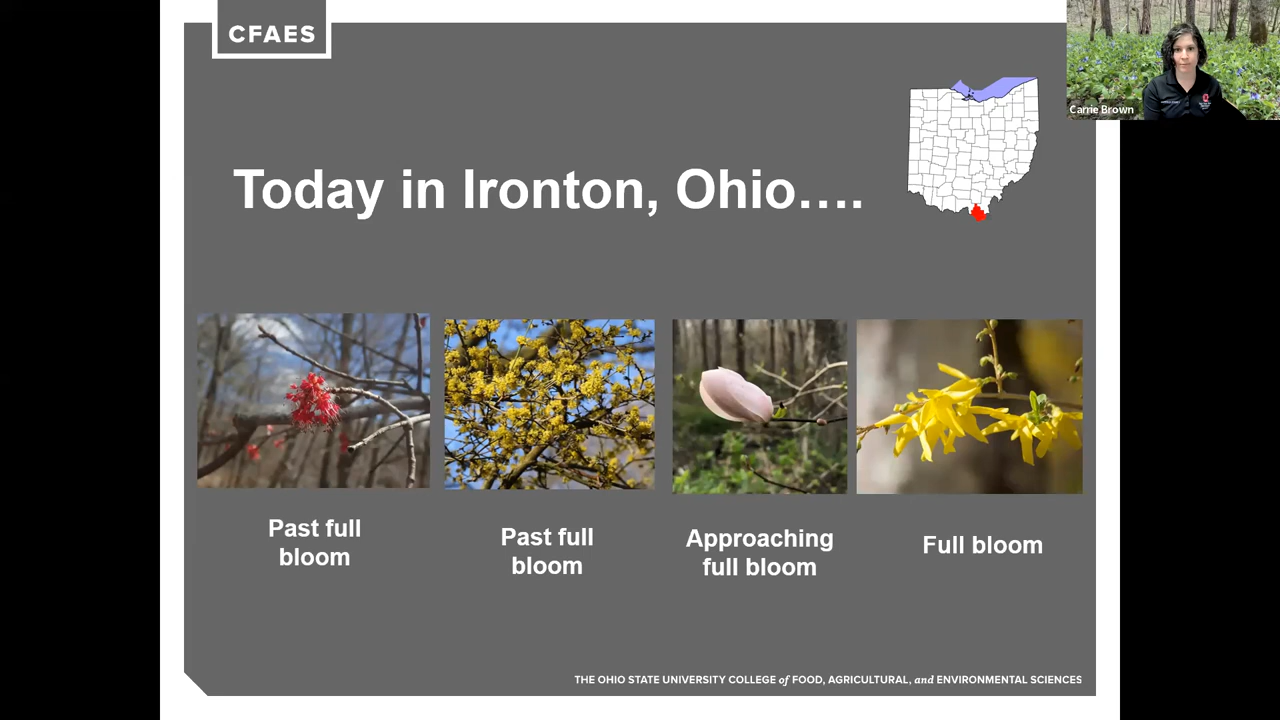 CFAES
Carrie Brown
Today in Ironton, Ohio....
Past full
bloom
Past full
bloom
Approaching
full bloom
Full bloom
THE OHIO STATE UNIVERSITY COLLEGE of FOOD, AGRICULTURAL, and ENVIRONMENTAL SCIENCES